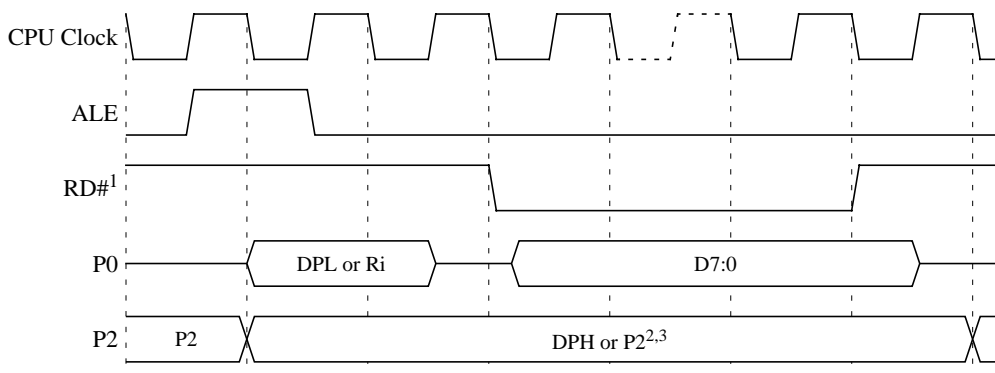 CPU Clock
ALE
RD#1
P0 DPL or Ri D7:0
P2 P2 DPH or P22,3